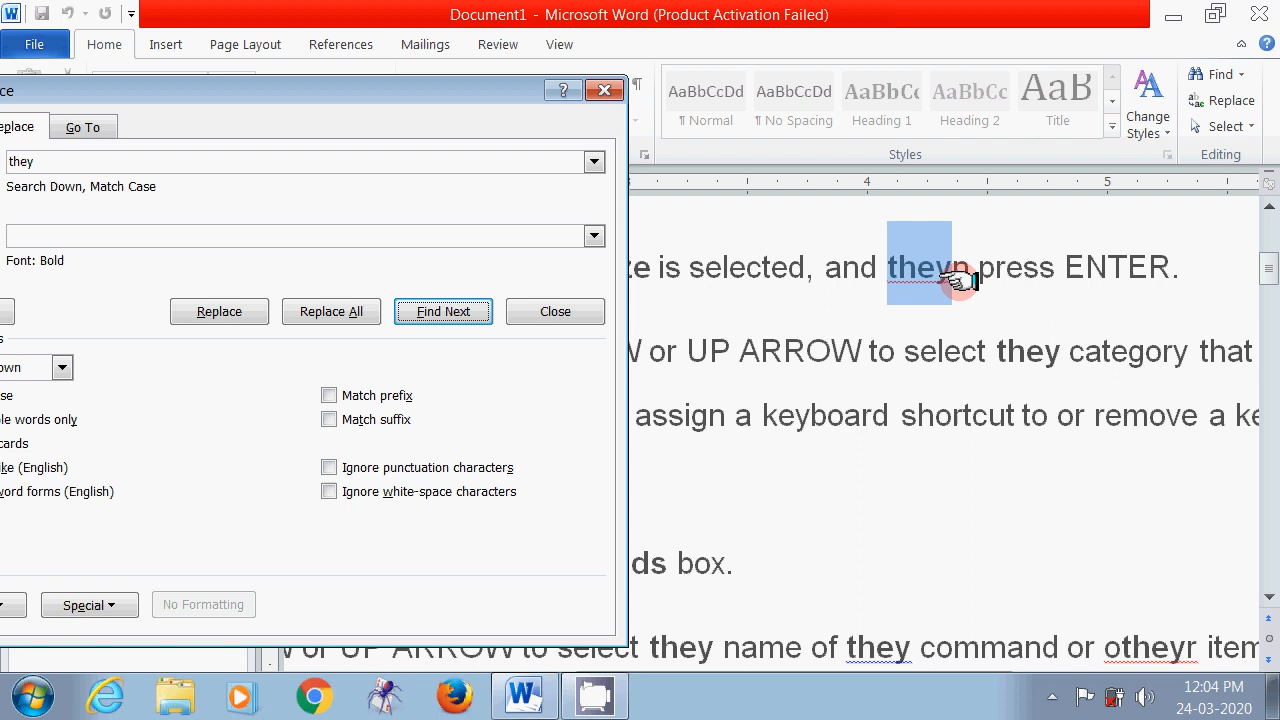 Document1 - Microsoft Word (Product Activation Failed)
File Home Insert Page Layout References Mailings Review View
ce
eplace Go To
they
Search Down, Match Case
Font: Bold
Replace Replace All Find Next Close
s
own
se Match prefix
le words only Match suffix
cards
ke (English) Ignore punctuation characters
word forms (English) Ignore white-space characters
Special No Formatting
AaBbCcDd AaBbCcDd AaBbCc AaBbCc AaB
¶ Normal ¶ No Spacing Heading 1 Heading 2 Title
Change Styles
Styles
Find
Replace
Select
Editing
4 5
ze is selected, and theyn press ENTER.
W or UP ARROW to select they category that
assign a keyboard shortcut to or remove a ke
ds box.
W or UP ARROW to select they name of they command or otheyr item
12:04 PM
24-03-2020